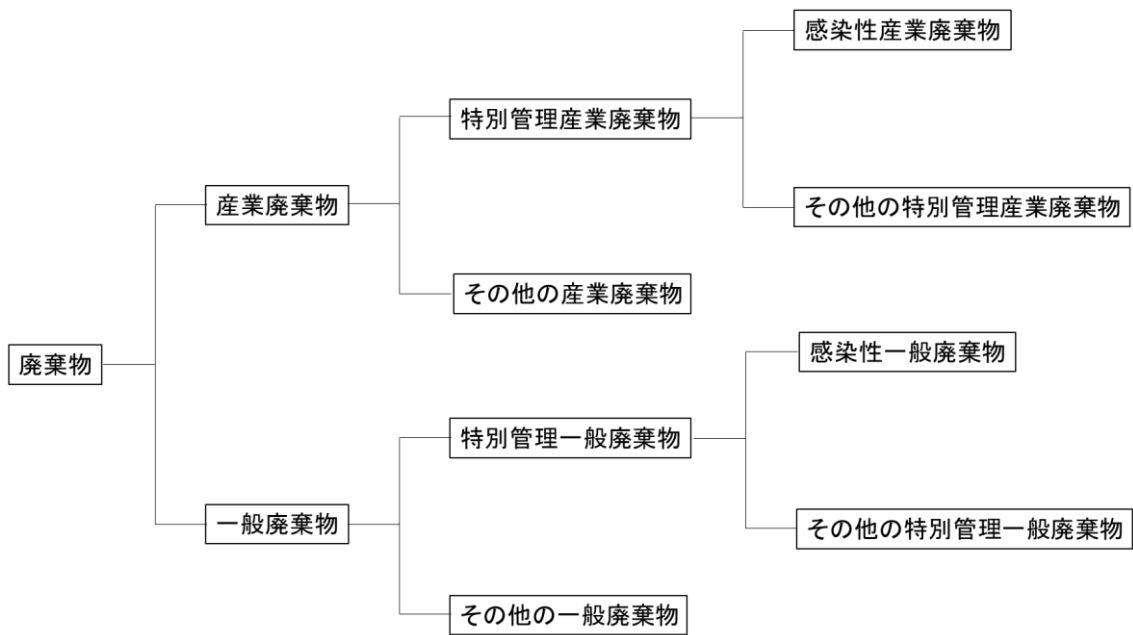 廃棄物
産業廃棄物
特別管理産業廃棄物
感染性産業廃棄物
その他の特別管理産業廃棄物
その他の産業廃棄物
一般廃棄物
特別管理一般廃棄物
感染性一般廃棄物
その他の特別管理一般廃棄物
その他の一般廃棄物